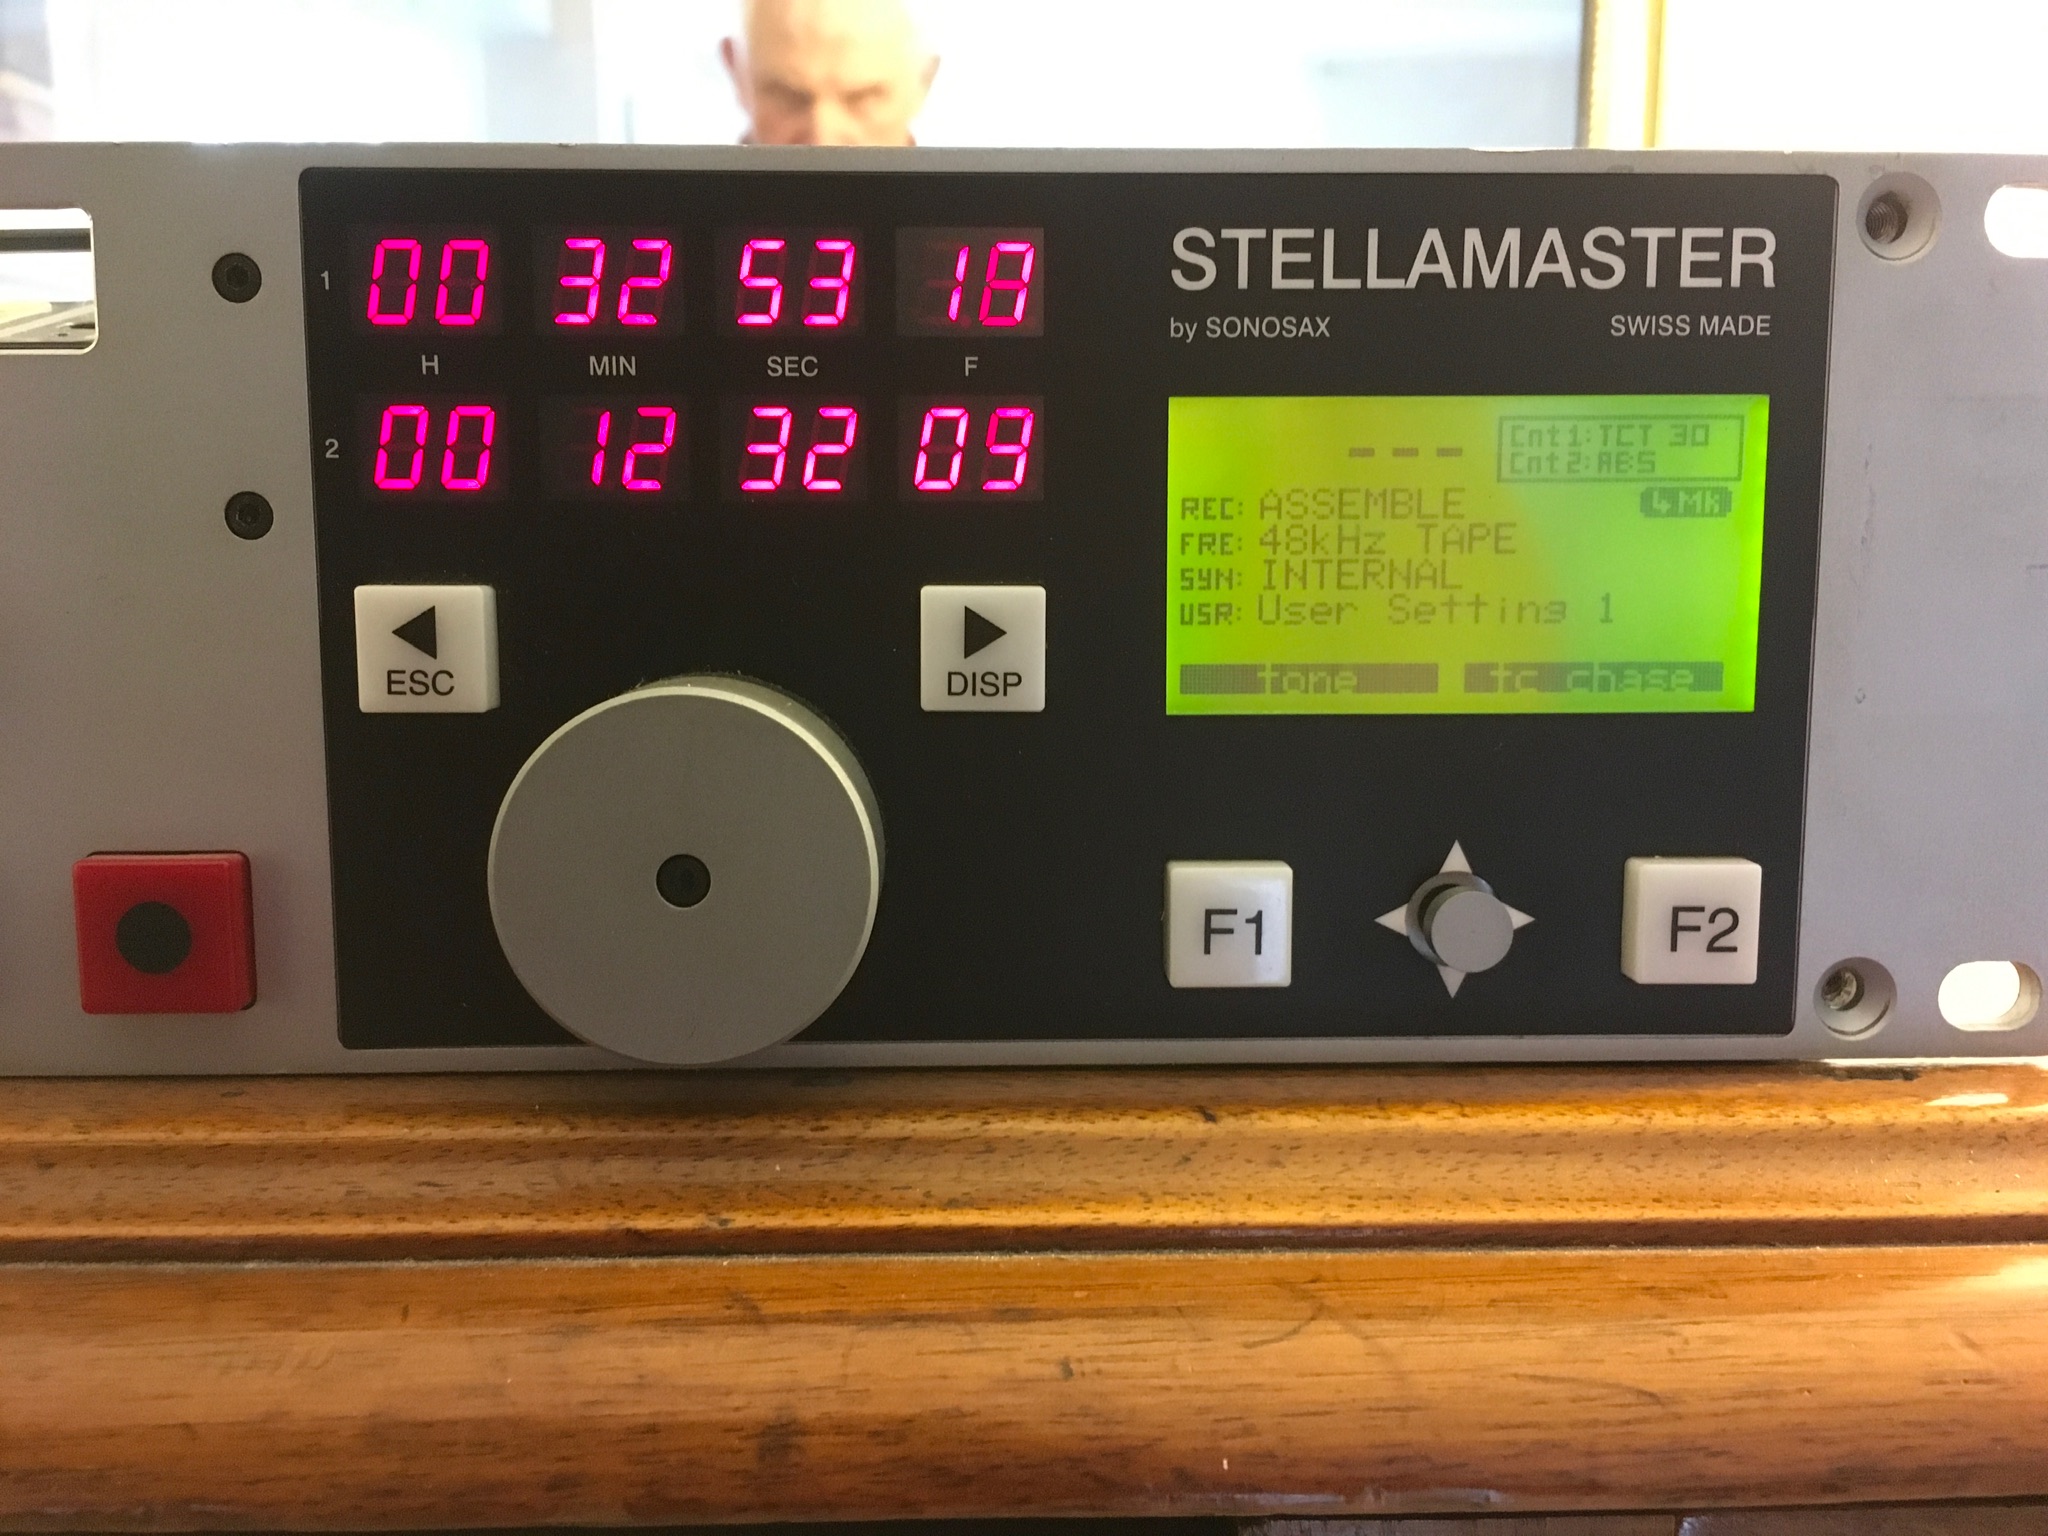 1 00 32 53 18
H MIN SEC F
2 00 12 32 09
ESC
DISP
STELLAMASTER
by SONOSAX SWISS MADE
--- Cnt1:TCT 30
Cnt2:ABS
REC: ASSEMBLE 4Mk
FRE: 48kHz TAPE
SYN: INTERNAL
USR: User Setting 1
tone tc chase
F1 F2